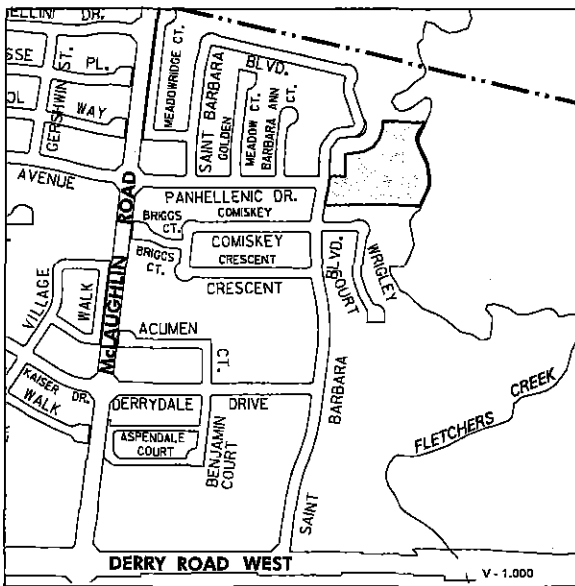 ELLINI DR.
SSE PL.
GERSHWIN ST.
OL
WAY
AVENUE
McLAUGHLIN ROAD
MEADOWRIDGE CT.
SAINT BARBARA BLVD.
GOLDEN MEADOW CT.
BARBARA ANN CT.
PANHELLENIC DR.
BRIGGS CT.
COMISKEY
COMISKEY
CRESCENT
BRIGGS CT.
CRESCENT
WRIGLEY COURT
SAINT BARBARA BLVD.
VILLAGE WALK
WALK
ACUMEN CT.
KAISER DR.
DERRYDALE DRIVE
ASPENDALE
COURT
BENJAMIN
COURT
FLETCHERS CREEK
DERRY ROAD WEST
V - 1.000